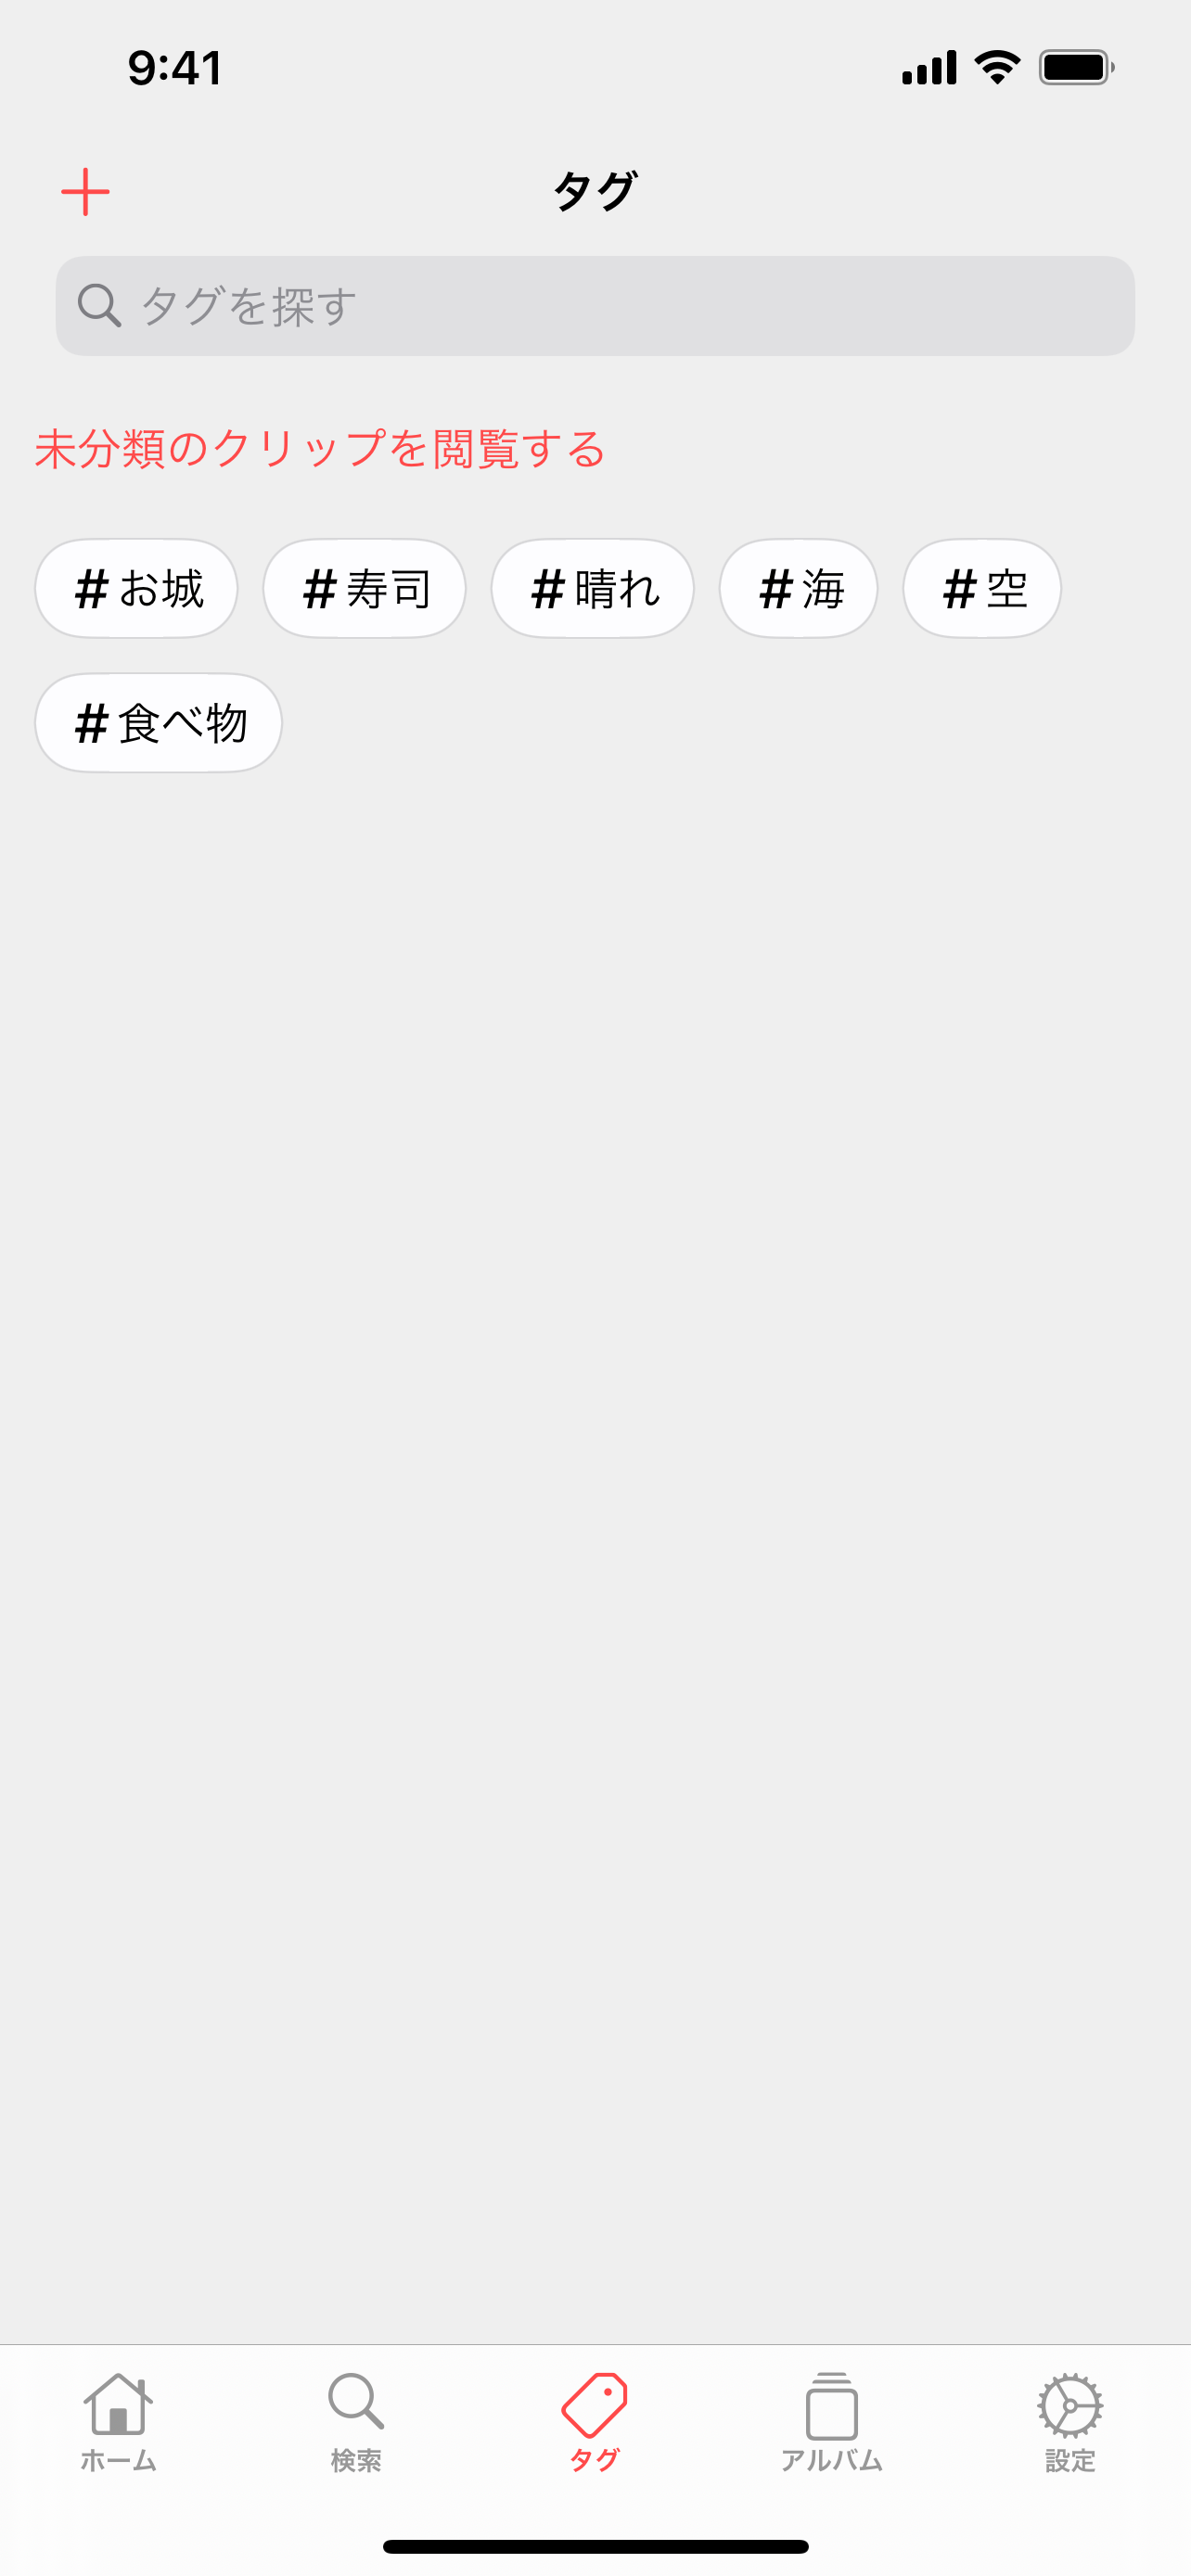 9:41
タグ
タグを探す
未分類のクリップを閲覧する
#お城 #寿司 #晴れ #海 #空
#食べ物
ホーム 検索 タグ アルバム 設定